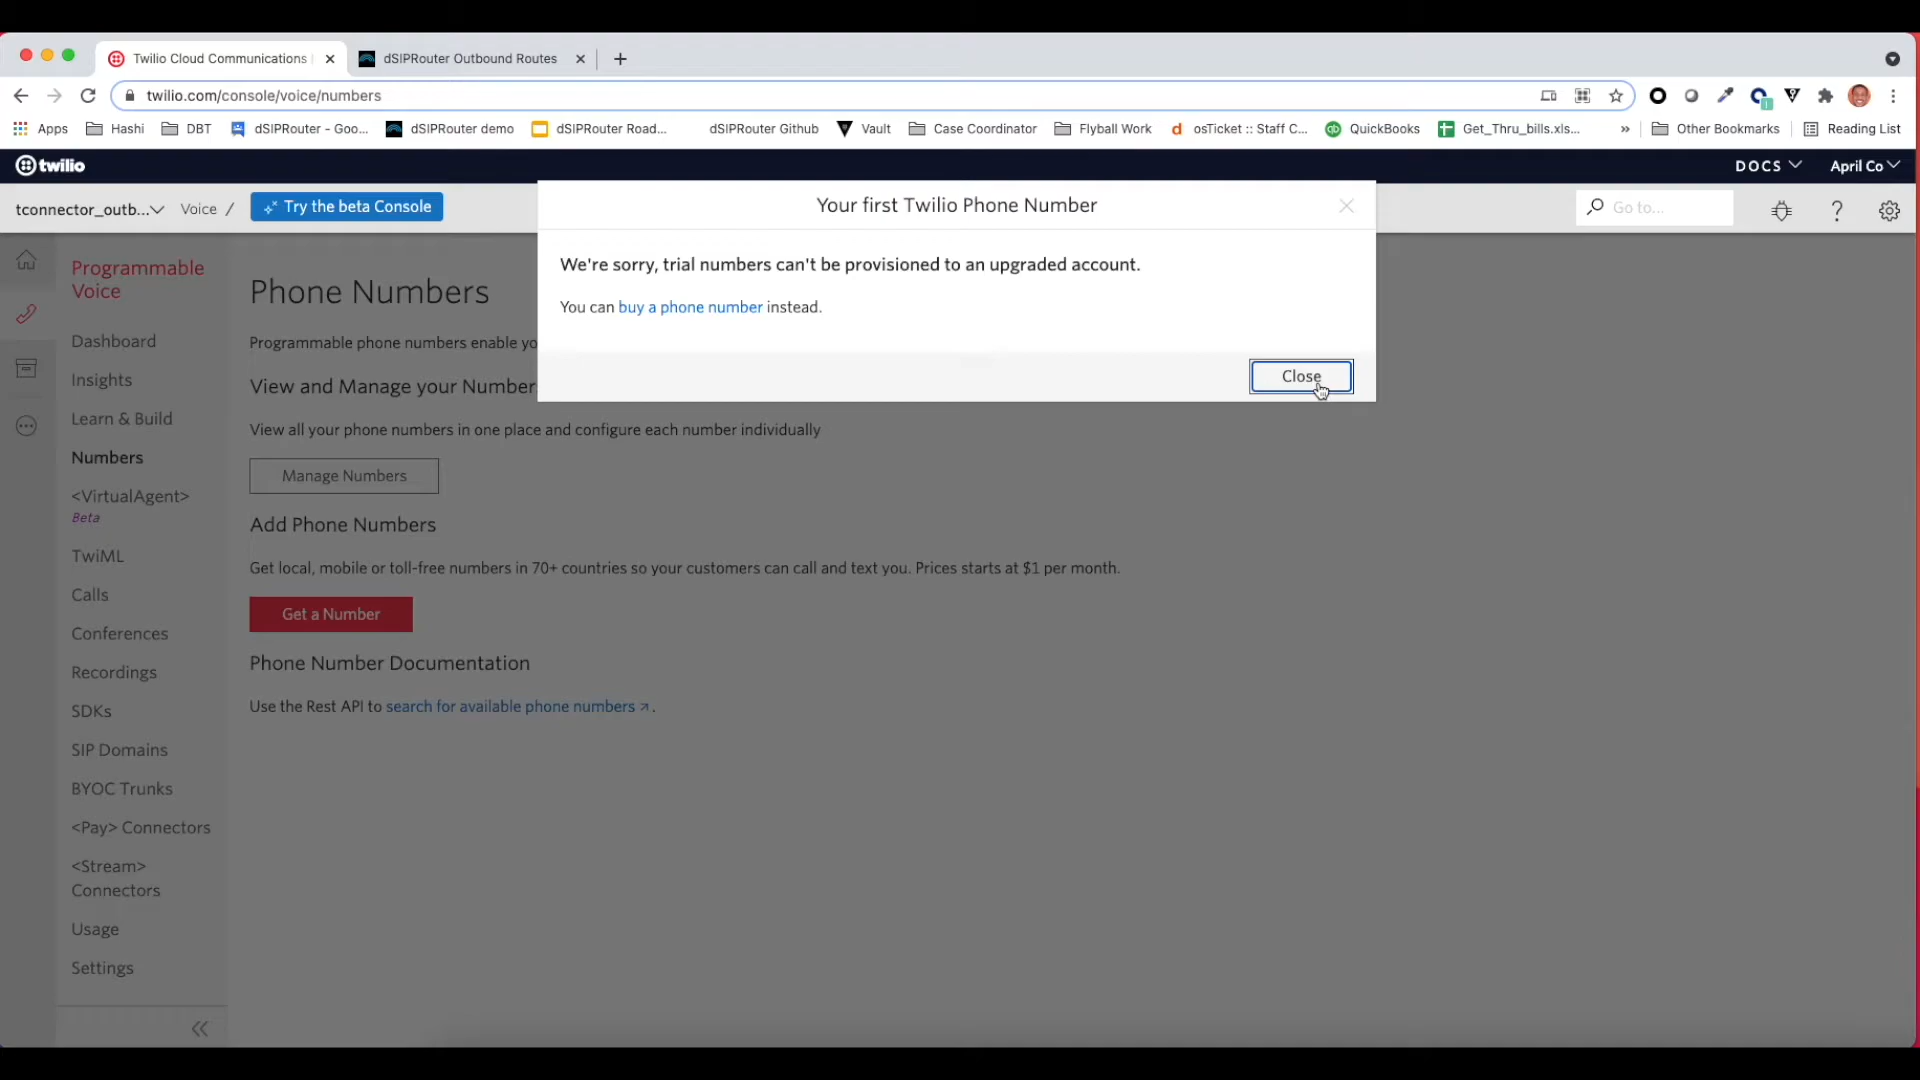 Twilio Cloud Communications
dSIPRouter Outbound Routes
twilio.com/console/voice/numbers
Apps
Hashi
DBT
dSIPRouter - Goo...
dSIPRouter demo
dSIPRouter Road...
dSIPRouter Github
Vault
Case Coordinator
Flyball Work
osTicket :: Staff C...
QuickBooks
Get_Thru_bills.xls...
»
Other Bookmarks
Reading List
twilio
DOCS
April Co
tconnector_outb...
Voice /
Try the beta Console
Go to...
Your first Twilio Phone Number
We're sorry, trial numbers can't be provisioned to an upgraded account.
You can buy a phone number instead.
Close
Programmable
Voice
Dashboard
Insights
Learn & Build
Numbers
<VirtualAgent>
Beta
TwiML
Calls
Conferences
Recordings
SDKs
SIP Domains
BYOC Trunks
<Pay> Connectors
<Stream>
Connectors
Usage
Settings
Phone Numbers
Programmable phone numbers enable yo
View and Manage your Number
View all your phone numbers in one place and configure each number individually
Manage Numbers
Add Phone Numbers
Get local, mobile or toll-free numbers in 70+ countries so your customers can call and text you. Prices starts at $1 per month.
Get a Number
Phone Number Documentation
Use the Rest API to search for available phone numbers ↗.